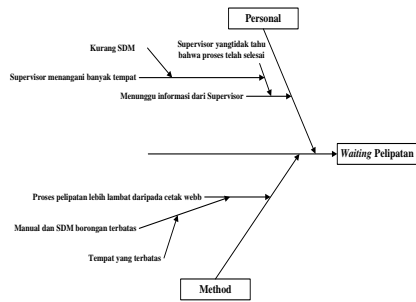 Personal
Kurang SDM
Supervisor yangtidak tahu
bahwa proses telah selesai
Supervisor menangani banyak tempat
Menunggu informasi dari Supervisor
Waiting Pelipatan
Proses pelipatan lebih lambat daripada cetak webb
Manual dan SDM borongan terbatas
Tempat yang terbatas
Method